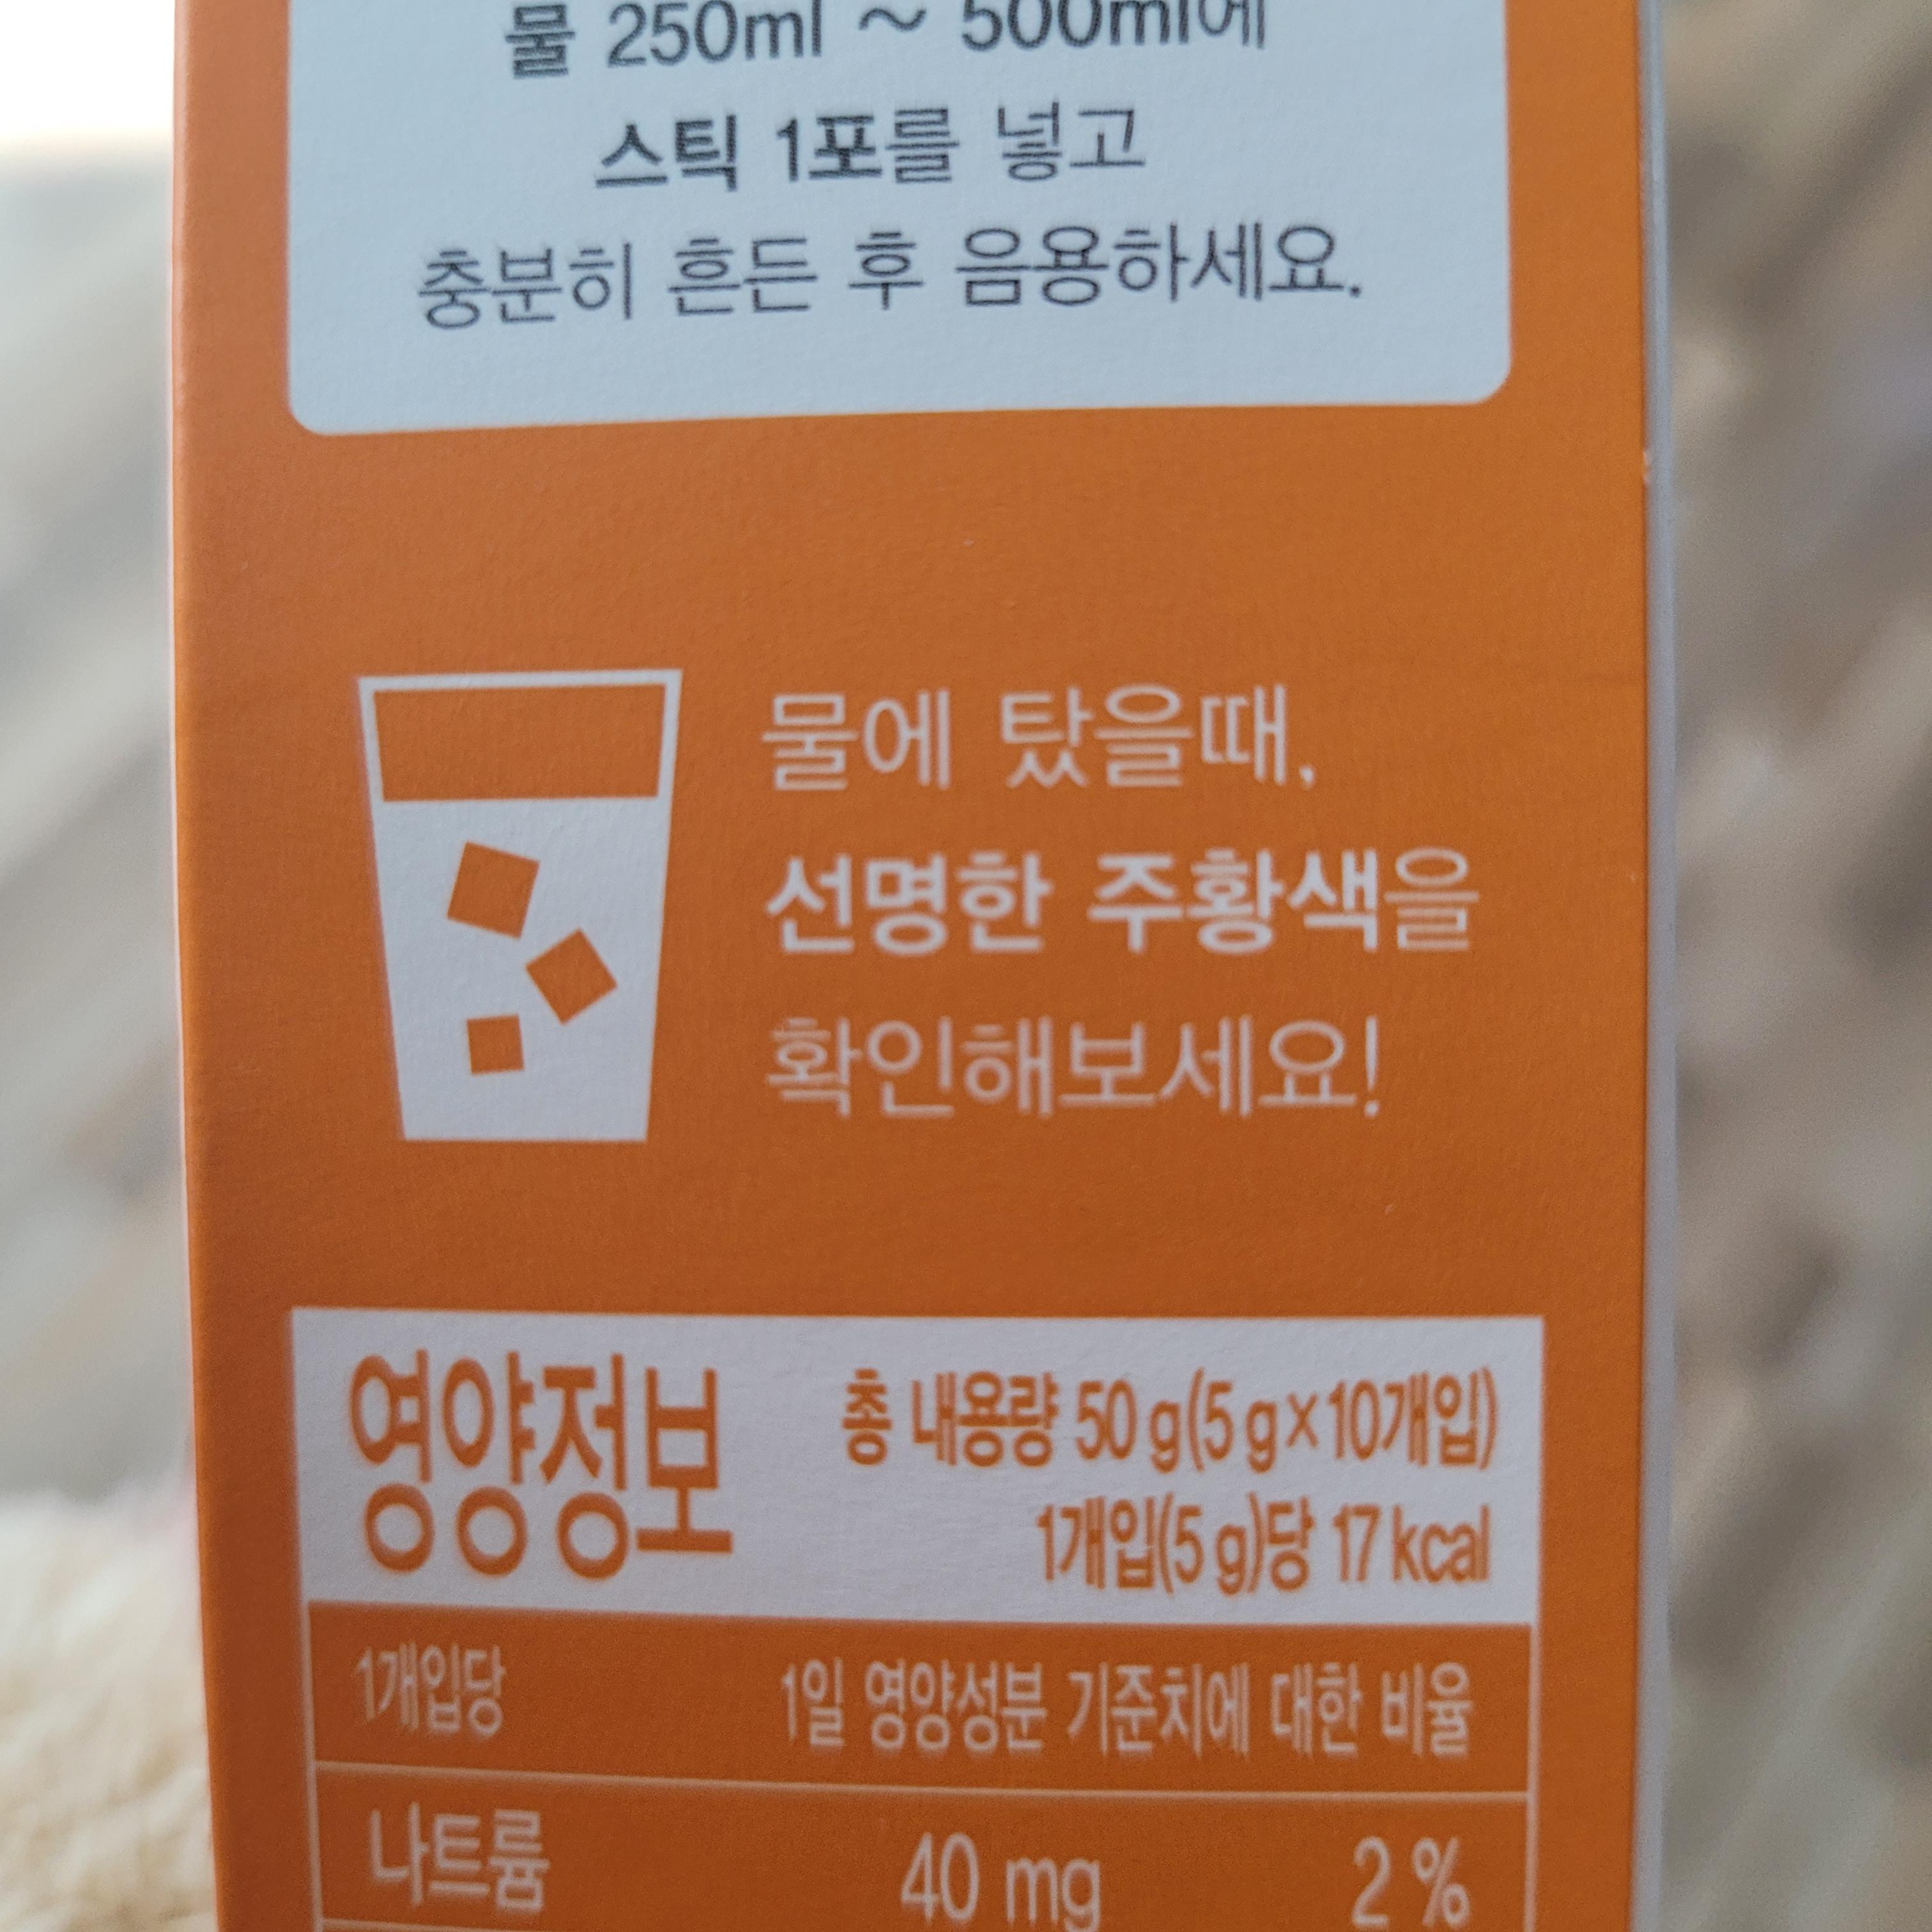 물 250ml ~ 500ml에
스틱 1포를 넣고
충분히 흔든 후 음용하세요.
물에 탔을때,
선명한 주황색을
확인해보세요!
영양정보
총 내용량 50 g(5 g×10개입)
1개입(5 g)당 17 kcal
1개입당 1일 영양성분 기준치에 대한 비율
나트륨 40 mg 2 %